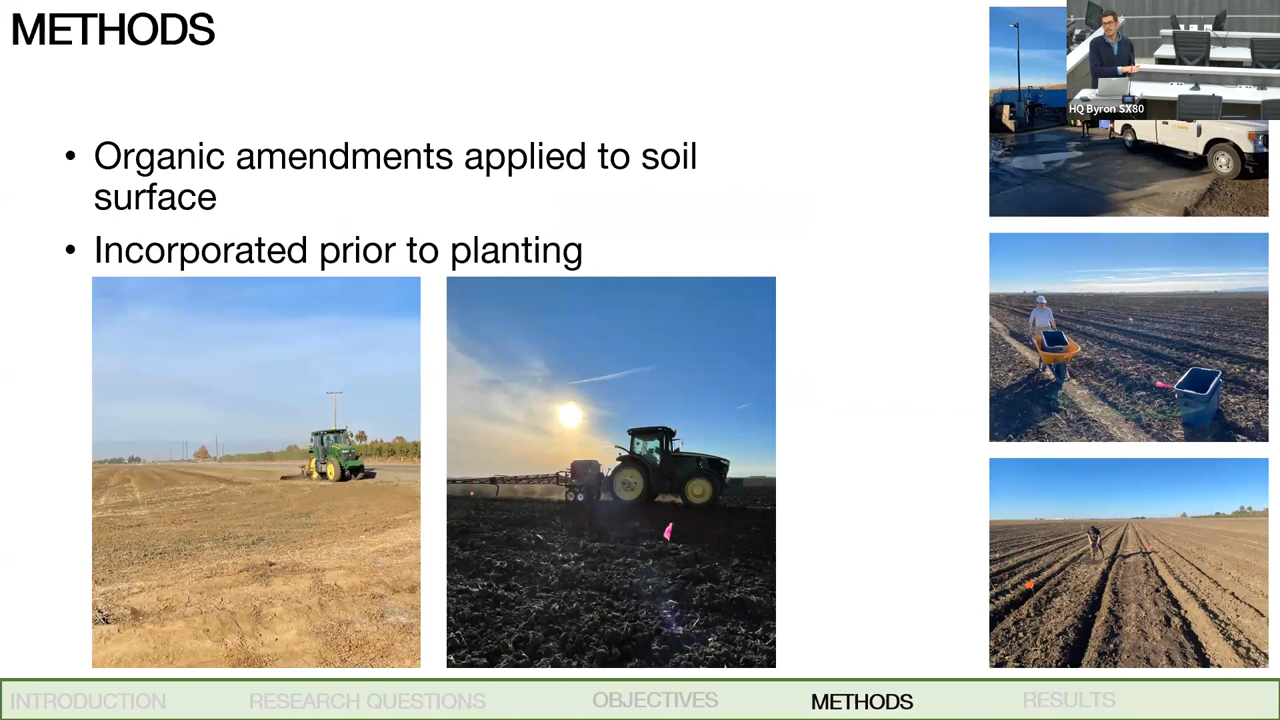 METHODS
• Organic amendments applied to soil
surface
• Incorporated prior to planting
HQ Byron SX80
INTRODUCTION
RESEARCH QUESTIONS
OBJECTIVES
METHODS
RESULTS